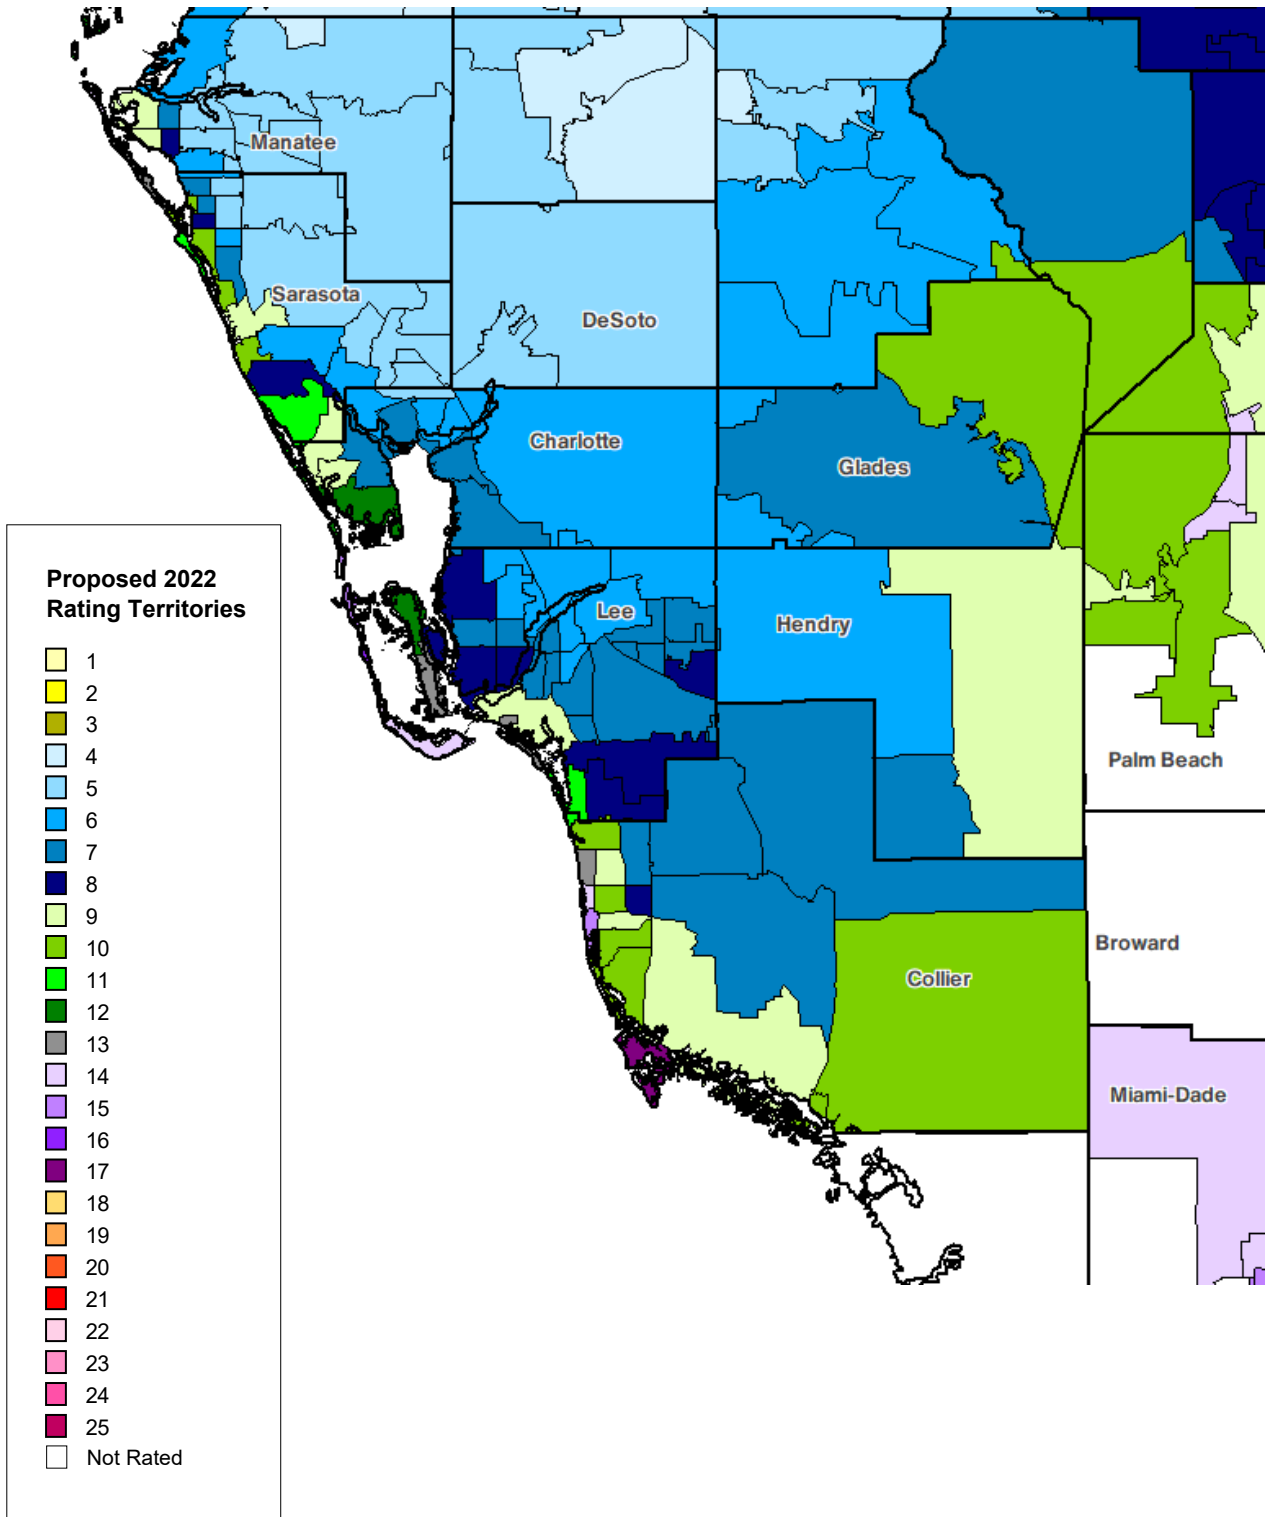 Manatee
Sarasota
DeSoto
Charlotte
Glades
Proposed 2022
Rating Territories
Lee
Hendry
1
2
3
4
5
6
7
8
9
10
11
12
13
14
15
16
17
18
19
20
21
22
23
24
25
Not Rated
Palm Beach
Broward
Collier
Miami-Dade